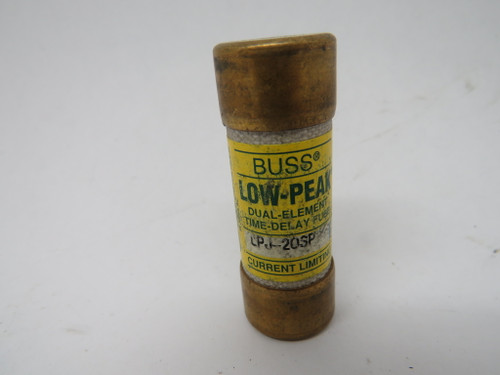 BUSS®
LOW-PEAK
DUAL-ELEMENT
TIME-DELAY FUSE
LPJ-20SP
CURRENT LIMITING